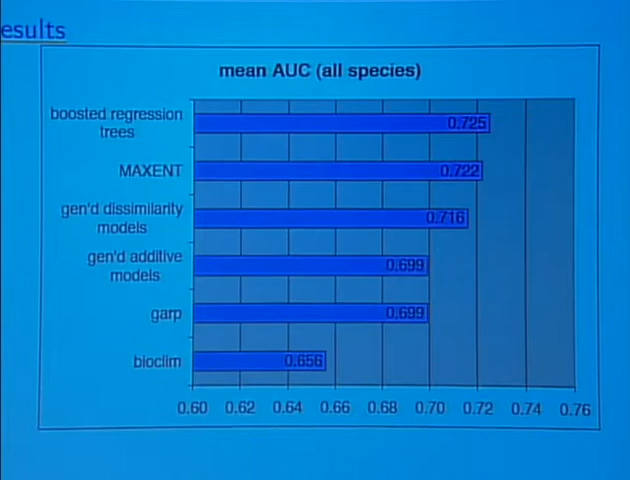 esults
mean AUC (all species)
boosted regression
trees
0.725
MAXENT
0.722
gen'd dissimilarity
models
0.716
gen'd additive
models
0.699
garp
0.699
bioclim
0.656
0.60 0.62 0.64 0.66 0.68 0.70 0.72 0.74 0.76